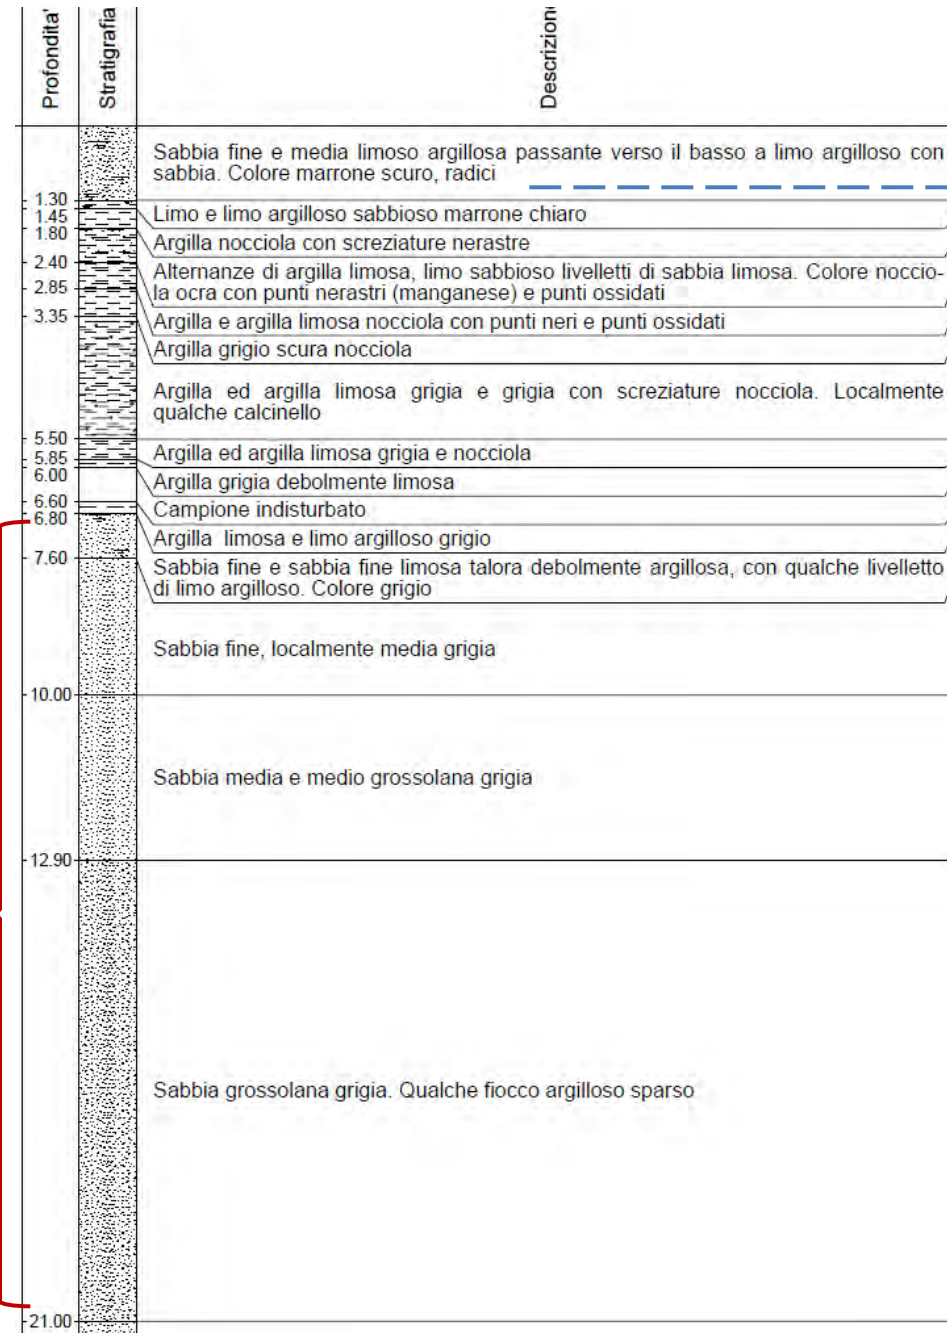 Profondita'
Stratigrafia
Descrizion
Sabbia fine e media limoso argillosa passante verso il basso a limo argilloso con
sabbia. Colore marrone scuro, radici
1.30
1.45
Limo e limo argilloso sabbioso marrone chiaro
1.80
Argilla nocciola con screziature nerastre
2.40
Alternanze di argilla limosa, limo sabbioso livelletti di sabbia limosa. Colore noccio-
2.85
la ocra con punti nerastri (manganese) e punti ossidati
3.35
Argilla e argilla limosa nocciola con punti neri e punti ossidati
Argilla grigio scura nocciola
Argilla ed argilla limosa grigia e grigia con screziature nocciola. Localmente
qualche calcinello
5.50
5.85
Argilla ed argilla limosa grigia e nocciola
6.00
Argilla grigia debolmente limosa
6.60
Campione indisturbato
6.80
Argilla limosa e limo argilloso grigio
7.60
Sabbia fine e sabbia fine limosa talora debolmente argillosa, con qualche livelletto
di limo argilloso. Colore grigio
Sabbia fine, localmente media grigia
10.00
Sabbia media e medio grossolana grigia
12.90
Sabbia grossolana grigia. Qualche fiocco argilloso sparso
21.00